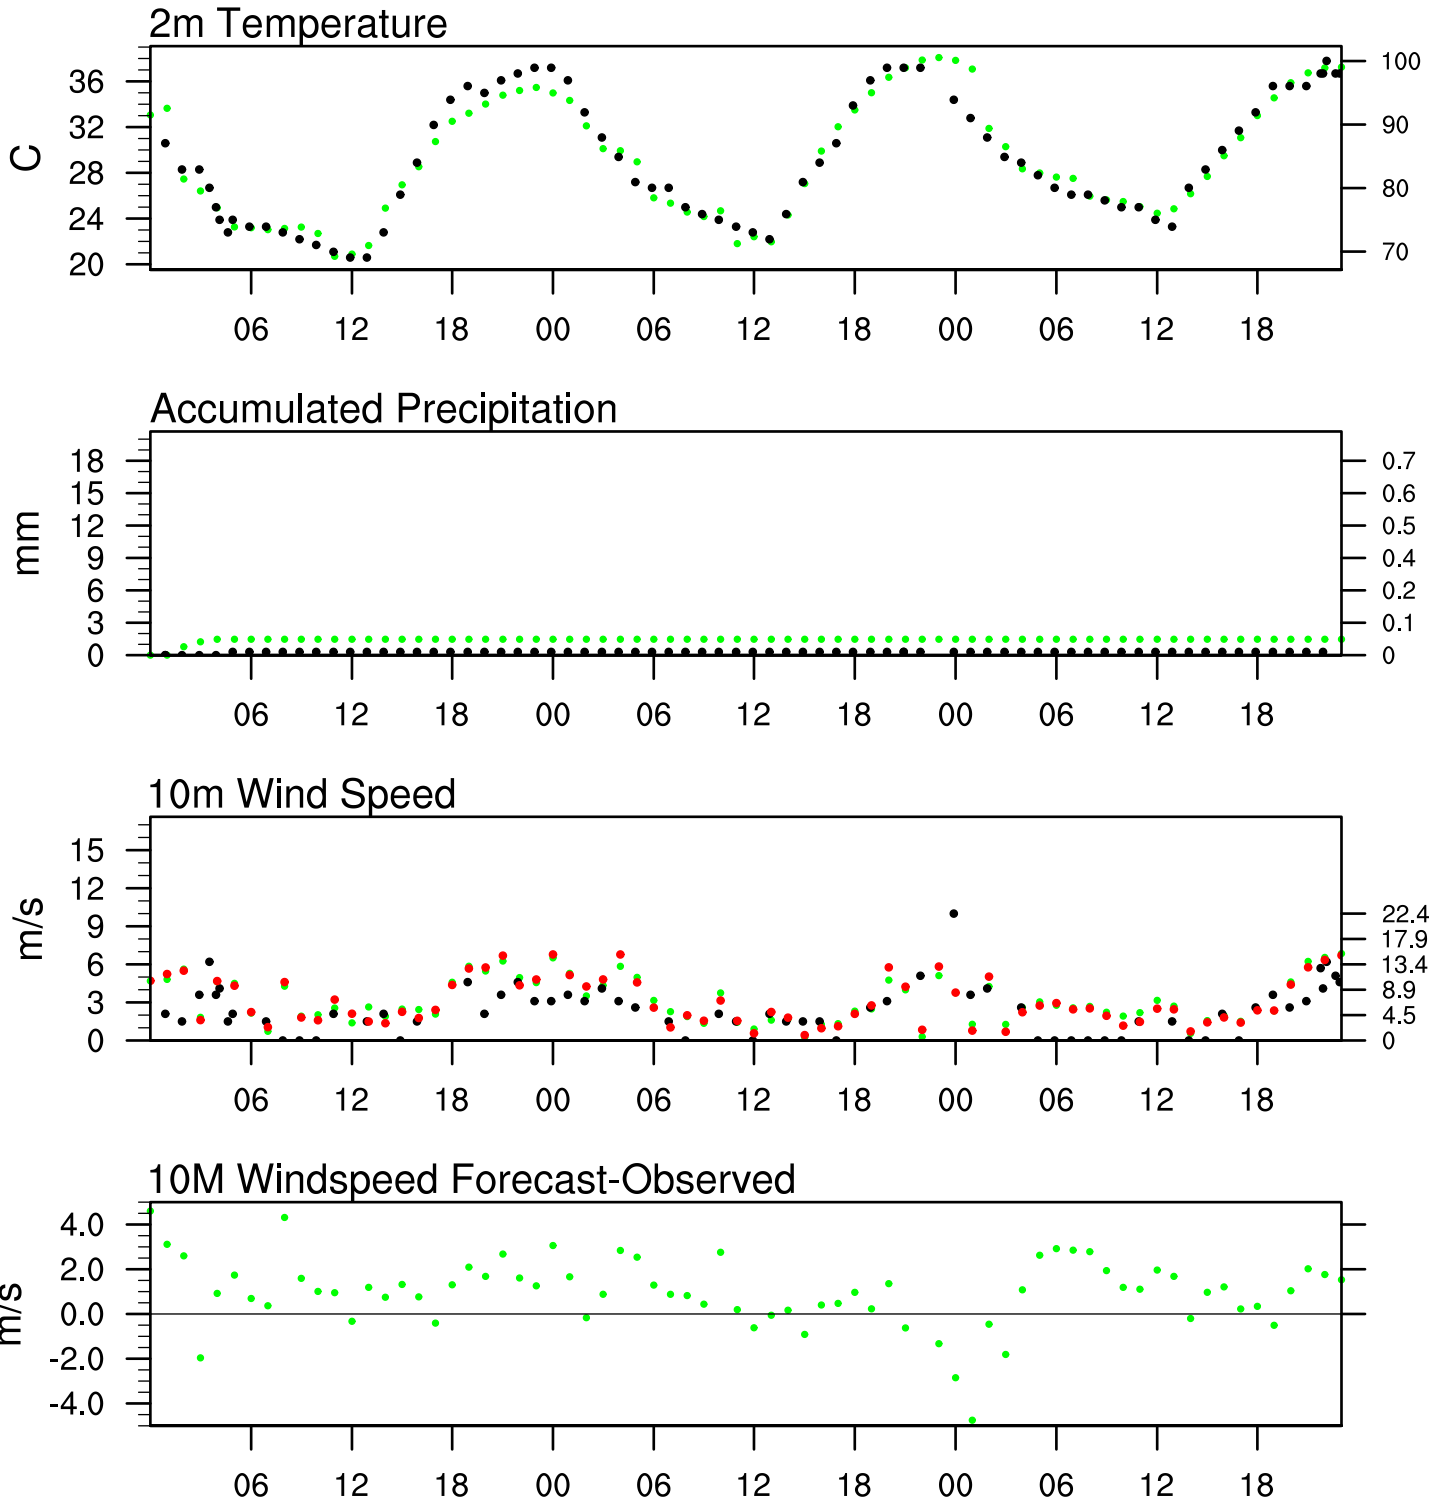 2m Temperature
36 100
32 90
C
28 80
24
20 70
06 12 18 00 06 12 18 00 06 12 18
Accumulated Precipitation
18 0.7
15 0.6
12 0.5
mm
9 0.4
6 0.2
3 0.1
0 0
06 12 18 00 06 12 18 00 06 12 18
10m Wind Speed
15
12
m/s
9 22.4
17.9
6 13.4
3 8.9
4.5
0 0
06 12 18 00 06 12 18 00 06 12 18
10M Windspeed Forecast-Observed
4.0
2.0
m/s
0.0
-2.0
-4.0
06 12 18 00 06 12 18 00 06 12 18